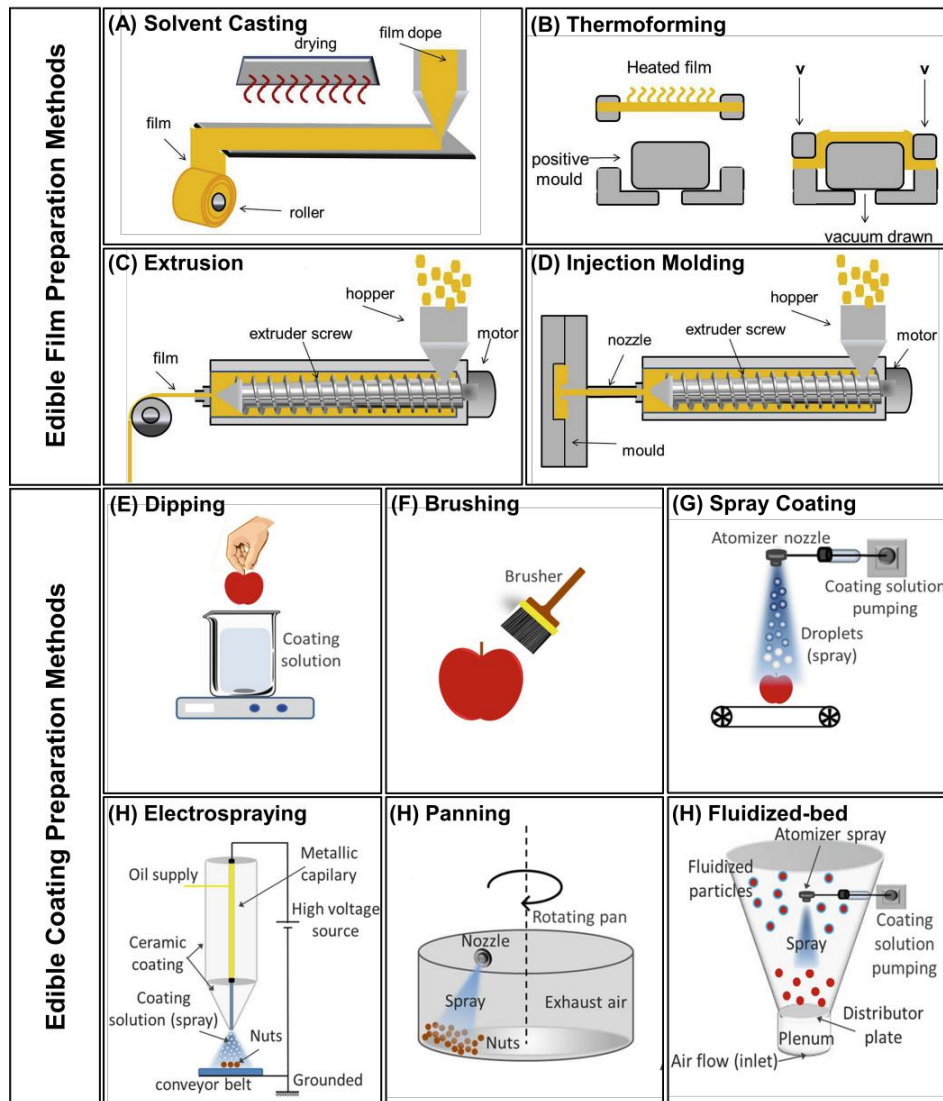 Edible Film Preparation Methods
(A) Solvent Casting
drying
film dope
film
roller
(B) Thermoforming
Heated film
v
v
positive
mould
vacuum drawn
(C) Extrusion
hopper
extruder screw
motor
film
(D) Injection Molding
hopper
extruder screw
nozzle
motor
mould
Edible Coating Preparation Methods
(E) Dipping
Coating
solution
(F) Brushing
Brusher
(G) Spray Coating
Atomizer nozzle
Coating solution
pumping
Droplets
(spray)
(H) Electrospraying
Oil supply
Metallic
capilary
High voltage
source
Ceramic
coating
Coating
solution (spray)
Nuts
conveyor belt
Grounded
(H) Panning
Rotating pan
Nozzle
Spray
Exhaust air
Nuts
(H) Fluidized-bed
Atomizer spray
Fluidized
particles
Spray
Coating
solution
pumping
Distributor
plate
Plenum
Air flow (inlet)